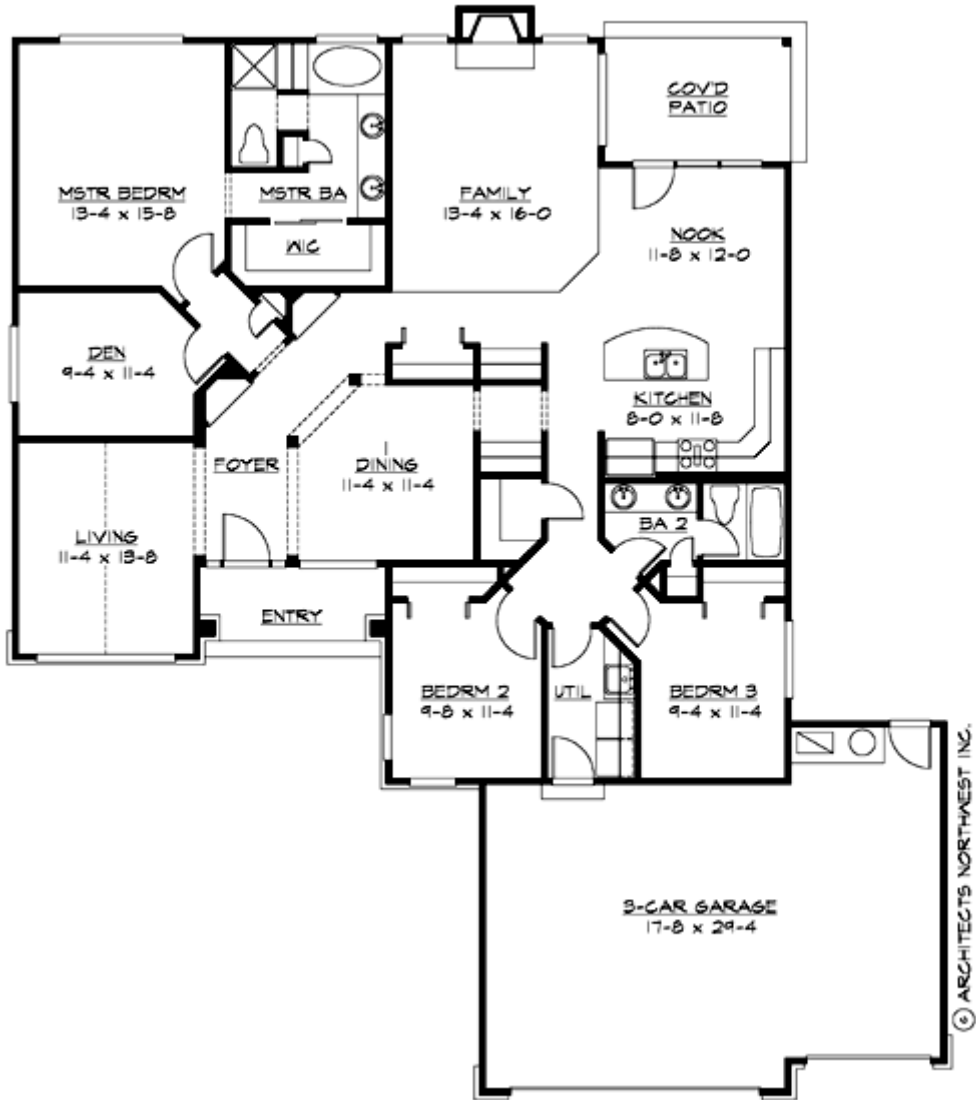 COV'D
PATIO
MSTR BEDRM
13-4 x 15-8
MSTR BA
FAMILY
13-4 x 16-0
WIC
NOOK
11-8 x 12-0
DEN
9-4 x 11-4
KITCHEN
8-0 x 11-8
FOYER
DINING
11-4 x 11-4
LIVING
11-4 x 13-8
BA 2
ENTRY
BEDRM 2
9-8 x 11-4
UTIL
BEDRM 3
9-4 x 11-4
3-CAR GARAGE
17-8 x 29-4
© ARCHITECTS NORTHWEST INC.